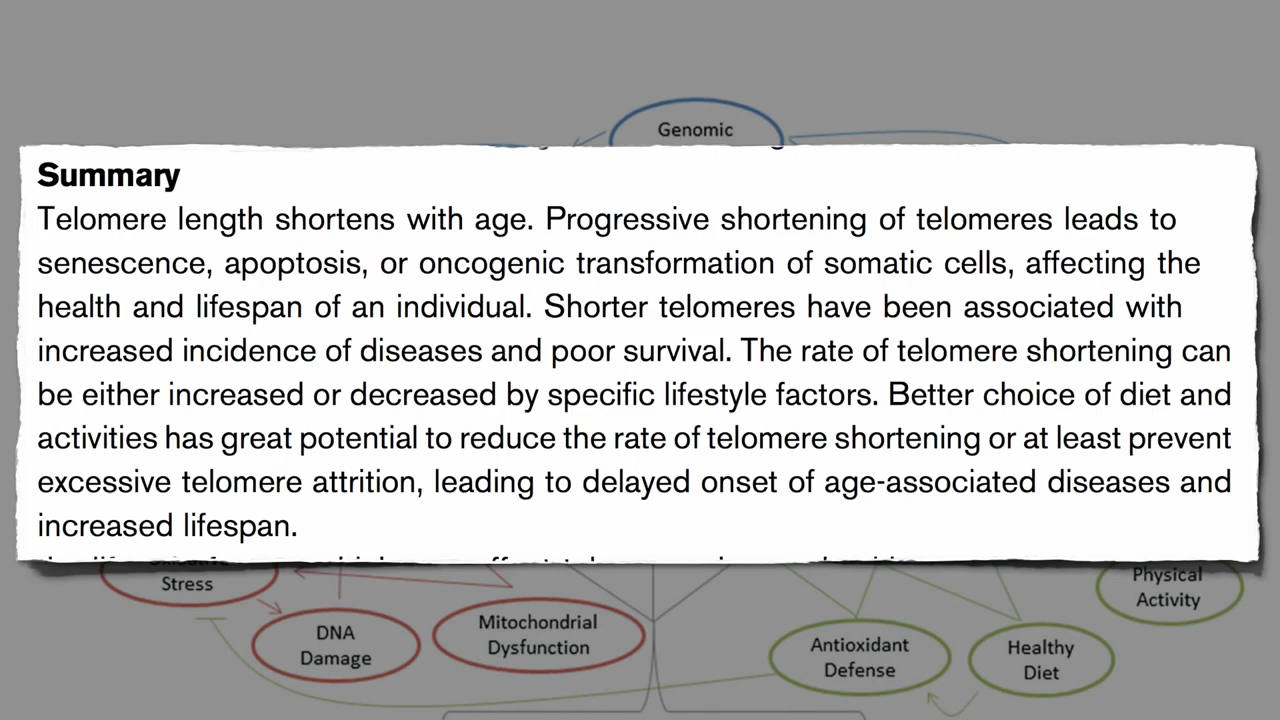 Genomic
Summary
Telomere length shortens with age. Progressive shortening of telomeres leads to
senescence, apoptosis, or oncogenic transformation of somatic cells, affecting the
health and lifespan of an individual. Shorter telomeres have been associated with
increased incidence of diseases and poor survival. The rate of telomere shortening can
be either increased or decreased by specific lifestyle factors. Better choice of diet and
activities has great potential to reduce the rate of telomere shortening or at least prevent
excessive telomere attrition, leading to delayed onset of age-associated diseases and
increased lifespan.
Stress
DNA
Damage
Mitochondrial
Dysfunction
Antioxidant
Defense
Healthy
Diet
Physical
Activity